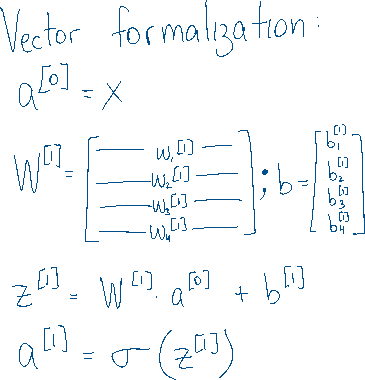 Vector formalization:
a^[0] = x
W^[1] = [ — w₁^[1] — ; b = [ b₁^[1]
— w₂^[1] — b₂^[1]
— w₃^[1] — b₃^[1]
— w₄^[1] — ] b₄^[1] ]
z^[1] = W^[1] · a^[0] + b^[1]
a^[1] = σ(z^[1])